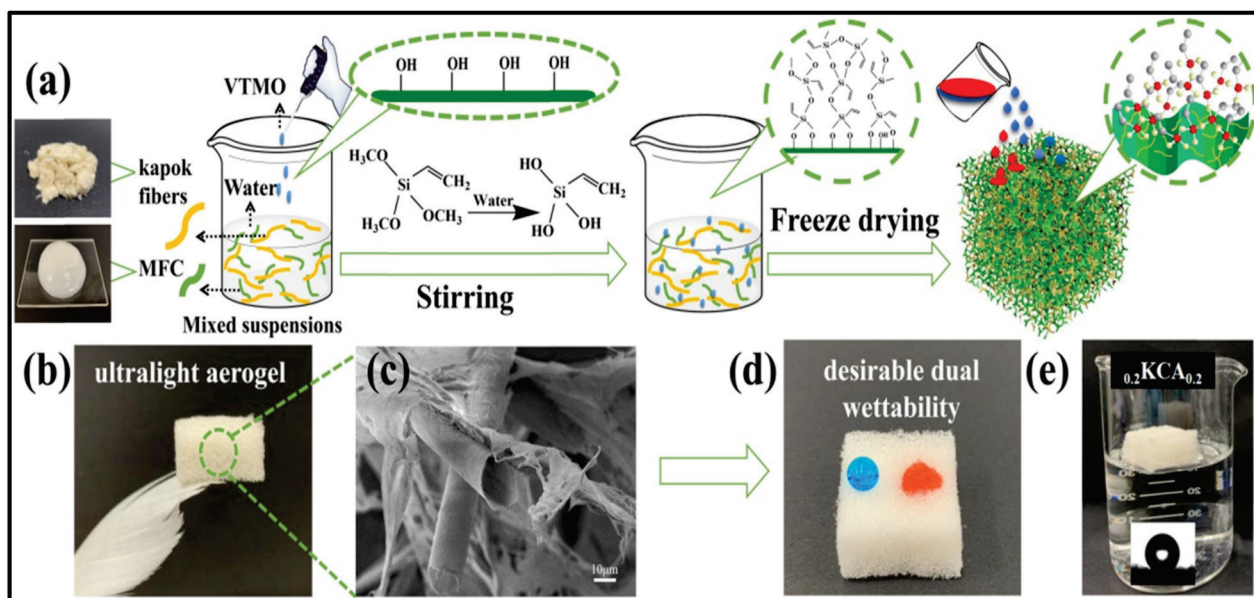 (a)
VTMO
OH OH OH OH
kapok
fibers
Water
MFC
Mixed suspensions
H₃CO
Si
CH₂
H₃CO
OCH3
Water
HO
Si
CH₂
OH
HO
Stirring
Freeze drying
(b)
ultralight aerogel
(c)
10μm
(d)
desirable dual
wettability
(e)
₀.₂KCA₀.₂